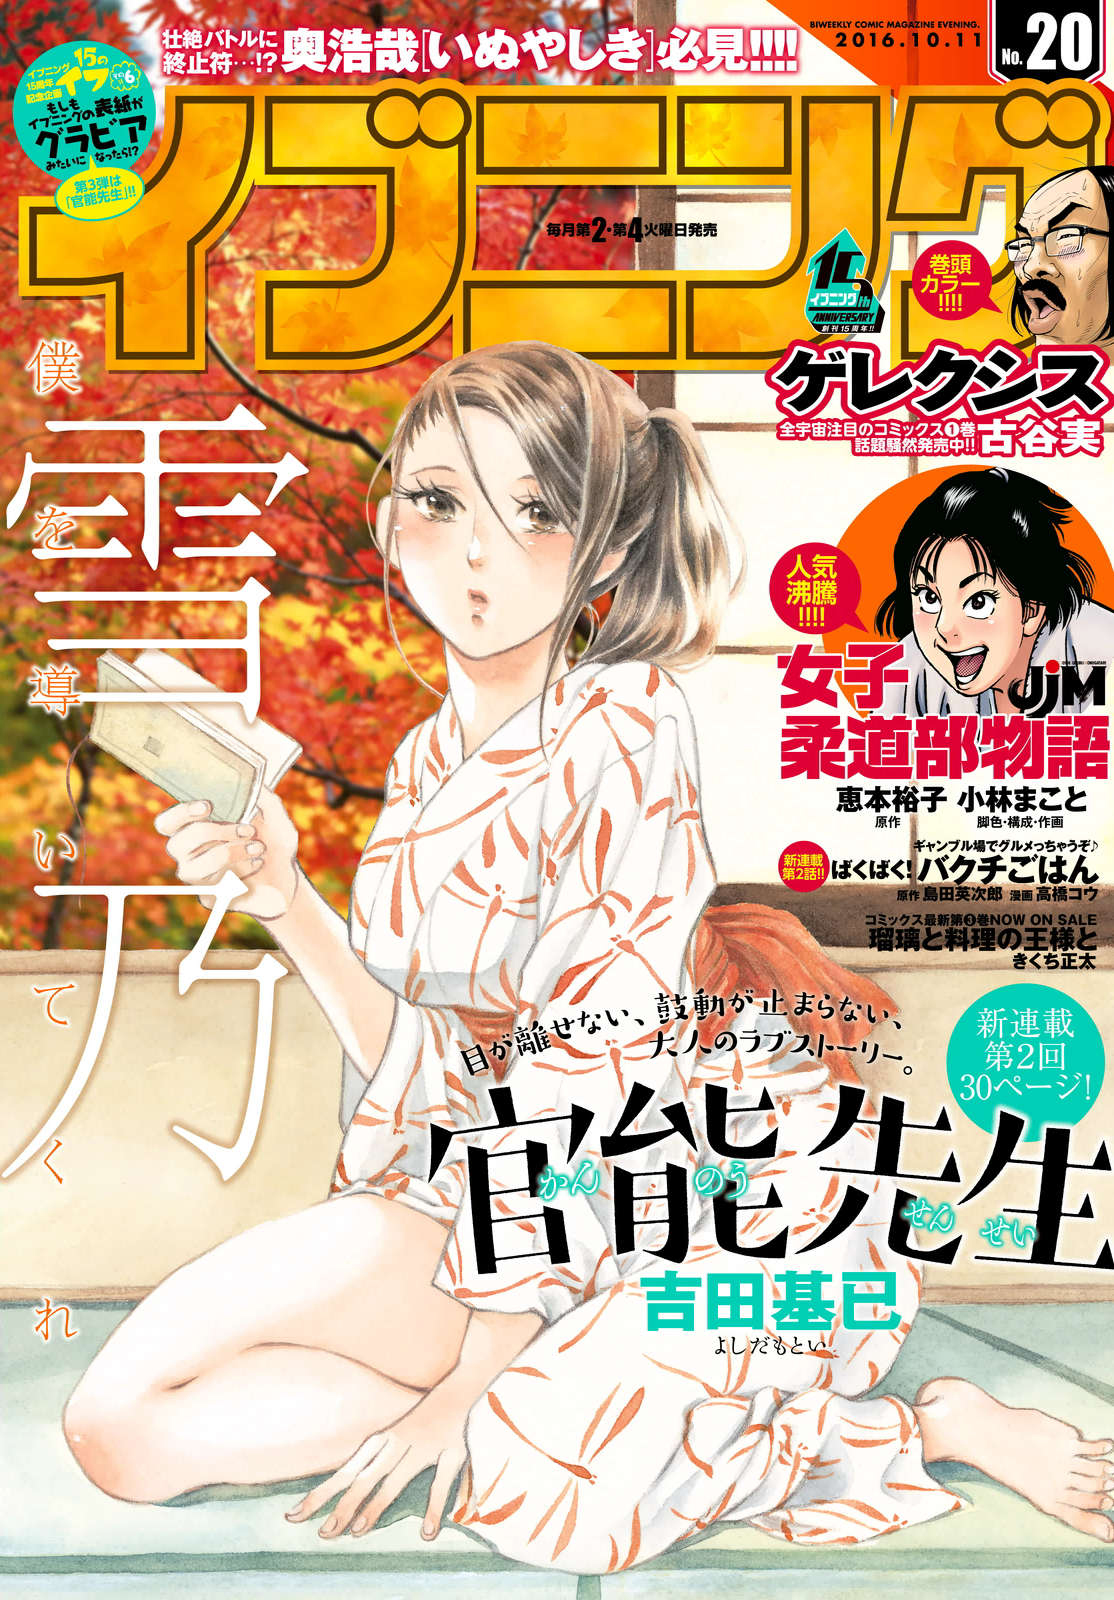 BIWEEKLY COMIC MAGAZINE EVENING.
2016.10.11
No.20
壮絶バトルに
終止符…!?
奥浩哉[いぬやしき]必見!!!!
イブニング
15周年
記念企画
15の
イフ
その6
もしも
イブニングの表紙が
グラビア
みたいになったら!?
第3弾は
「官能先生」!!
イブニング
毎月第2・第4火曜日発売
15th
イブニング
ANNIVERSARY
創刊15周年!!
巻頭
カラー
!!!!
ゲレクシス
全宇宙注目のコミックス❶巻
話題騒然発売中!!
古谷実
人気
沸騰
!!!!
女子
柔道部物語
JJM
恵本裕子 小林まこと
原作 脚色・構成・作画
新連載
第2話!!
ギャンブル場でグルメっちゃうぞ♪
ばくばく!バクチごはん
原作 島田英次郎 漫画 高橋コウ
コミックス最新第❸巻NOW ON SALE
瑠璃と料理の王様と
きくち正太
僕を導いてくれ
雪乃
目が離せない、鼓動が止まらない、
大人のラブストーリー。
新連載
第2回
30ページ!
官能先生
かんのうせんせい
吉田基已
よしだもとい